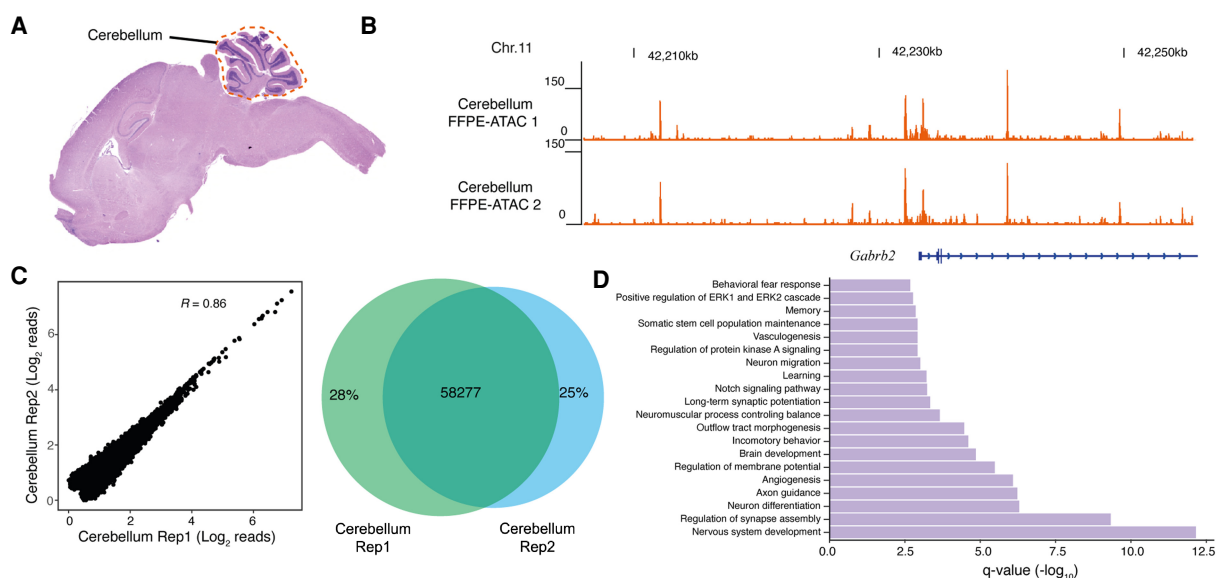 A
Cerebellum
B
Chr.11
42,210kb
42,230kb
42,250kb
150
Cerebellum
FFPE-ATAC 1
0
150
Cerebellum
FFPE-ATAC 2
0
Gabrb2
C
R = 0.86
6
4
2
0
Cerebellum Rep2 (Log2 reads)
0
2
4
6
Cerebellum Rep1 (Log2 reads)
28%
58277
25%
Cerebellum
Rep1
Cerebellum
Rep2
D
Behavioral fear response
Positive regulation of ERK1 and ERK2 cascade
Memory
Somatic stem cell population maintenance
Vasculogenesis
Regulation of protein kinase A signaling
Neuron migration
Learning
Notch signaling pathway
Long-term synaptic potentiation
Neuromuscular process controling balance
Outflow tract morphogenesis
Incomotory behavior
Brain development
Regulation of membrane potential
Angiogenesis
Axon guidance
Neuron differentiation
Regulation of synapse assembly
Nervous system development
0.0
2.5
5.0
7.5
10.0
12.5
q-value (-log10)